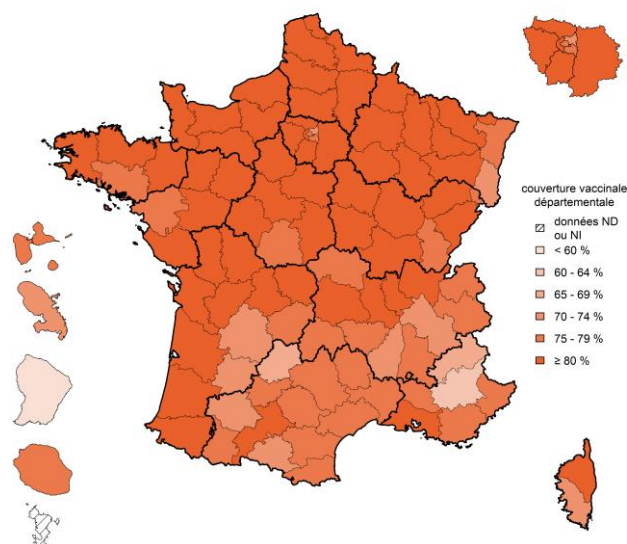 couverture vaccinale
départementale
données ND
ou NI
< 60 %
60 - 64 %
65 - 69 %
70 - 74 %
75 - 79 %
≥ 80 %